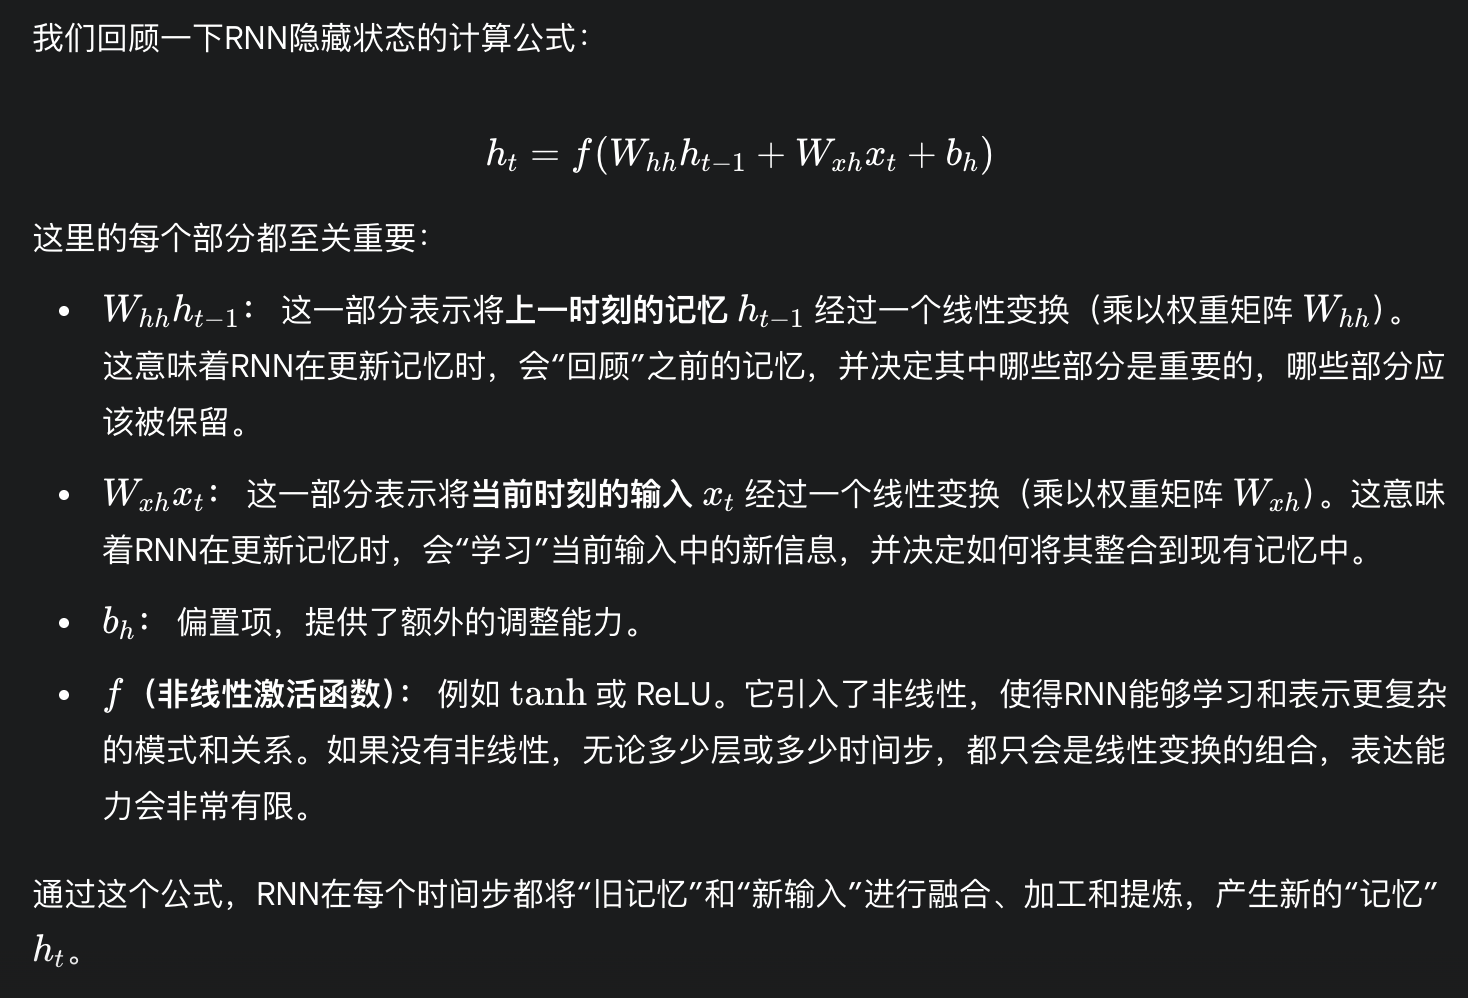 我们回顾一下RNN隐藏状态的计算公式：
h_t = f(W_{hh}h_{t−1} + W_{xh}x_t + b_h)
这里的每个部分都至关重要：
• W_{hh}h_{t−1}： 这一部分表示将上一时刻的记忆 h_{t−1} 经过一个线性变换（乘以权重矩阵 W_{hh}）。
这意味着RNN在更新记忆时，会“回顾”之前的记忆，并决定其中哪些部分是重要的，哪些部分应
该被保留。
• W_{xh}x_t： 这一部分表示将当前时刻的输入 x_t 经过一个线性变换（乘以权重矩阵 W_{xh}）。这意味
着RNN在更新记忆时，会“学习”当前输入中的新信息，并决定如何将其整合到现有记忆中。
• b_h： 偏置项，提供了额外的调整能力。
• f（非线性激活函数）： 例如 tanh 或 ReLU。它引入了非线性，使得RNN能够学习和表示更复杂
的模式和关系。如果没有非线性，无论多少层或多少时间步，都只会是线性变换的组合，表达能
力会非常有限。
通过这个公式，RNN在每个时间步都将“旧记忆”和“新输入”进行融合、加工和提炼，产生新的“记忆”
h_t。